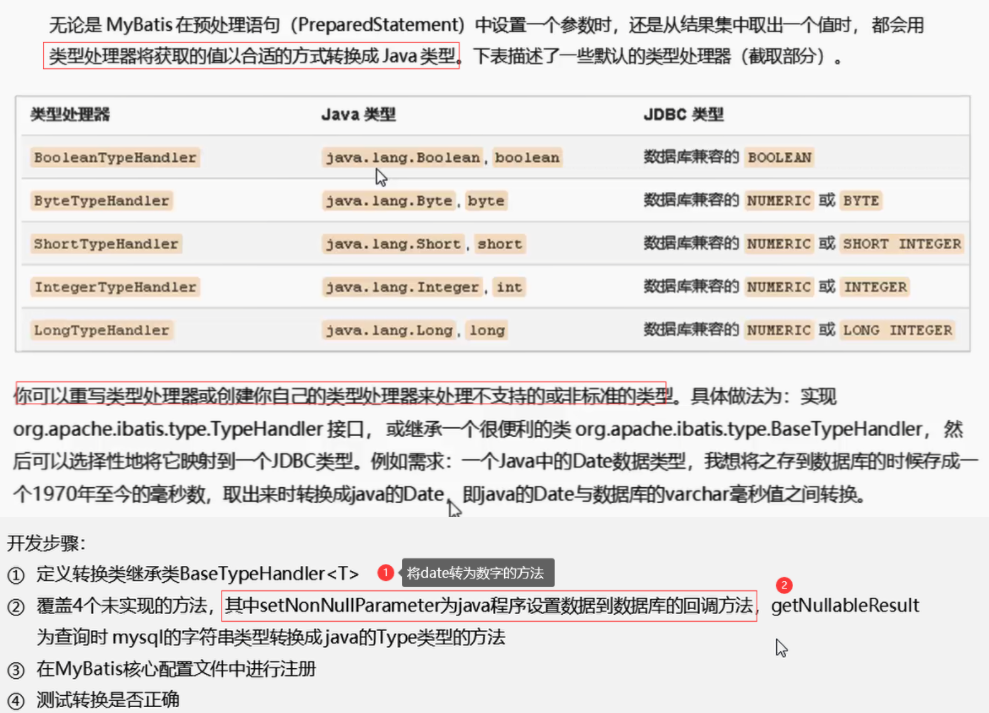 无论是 MyBatis 在预处理语句（PreparedStatement）中设置一个参数时，还是从结果集中取出一个值时，都会用
类型处理器将获取的值以合适的方式转换成 Java 类型。下表描述了一些默认的类型处理器（截取部分）。
类型处理器 Java 类型 JDBC 类型
BooleanTypeHandler java.lang.Boolean, boolean 数据库兼容的 BOOLEAN
ByteTypeHandler java.lang.Byte, byte 数据库兼容的 NUMERIC 或 BYTE
ShortTypeHandler java.lang.Short, short 数据库兼容的 NUMERIC 或 SHORT INTEGER
IntegerTypeHandler java.lang.Integer, int 数据库兼容的 NUMERIC 或 INTEGER
LongTypeHandler java.lang.Long, long 数据库兼容的 NUMERIC 或 LONG INTEGER
你可以重写类型处理器或创建你自己的类型处理器来处理不支持的或非标准的类型。具体做法为：实现
org.apache.ibatis.type.TypeHandler 接口，或继承一个很便利的类 org.apache.ibatis.type.BaseTypeHandler，然
后可以选择性地将它映射到一个JDBC类型。例如需求：一个Java中的Date数据类型，我想将之存到数据库的时候存成一
个1970年至今的毫秒数，取出来时转换成java的Date，即java的Date与数据库的varchar毫秒值之间转换。
开发步骤：
① 定义转换类继承类BaseTypeHandler<T> 1 将date转为数字的方法
2
② 覆盖4个未实现的方法，其中setNonNullParameter为java程序设置数据到数据库的回调方法，getNullableResult
为查询时 mysql的字符串类型转换成 java的Type类型的方法
③ 在MyBatis核心配置文件中进行注册
④ 测试转换是否正确